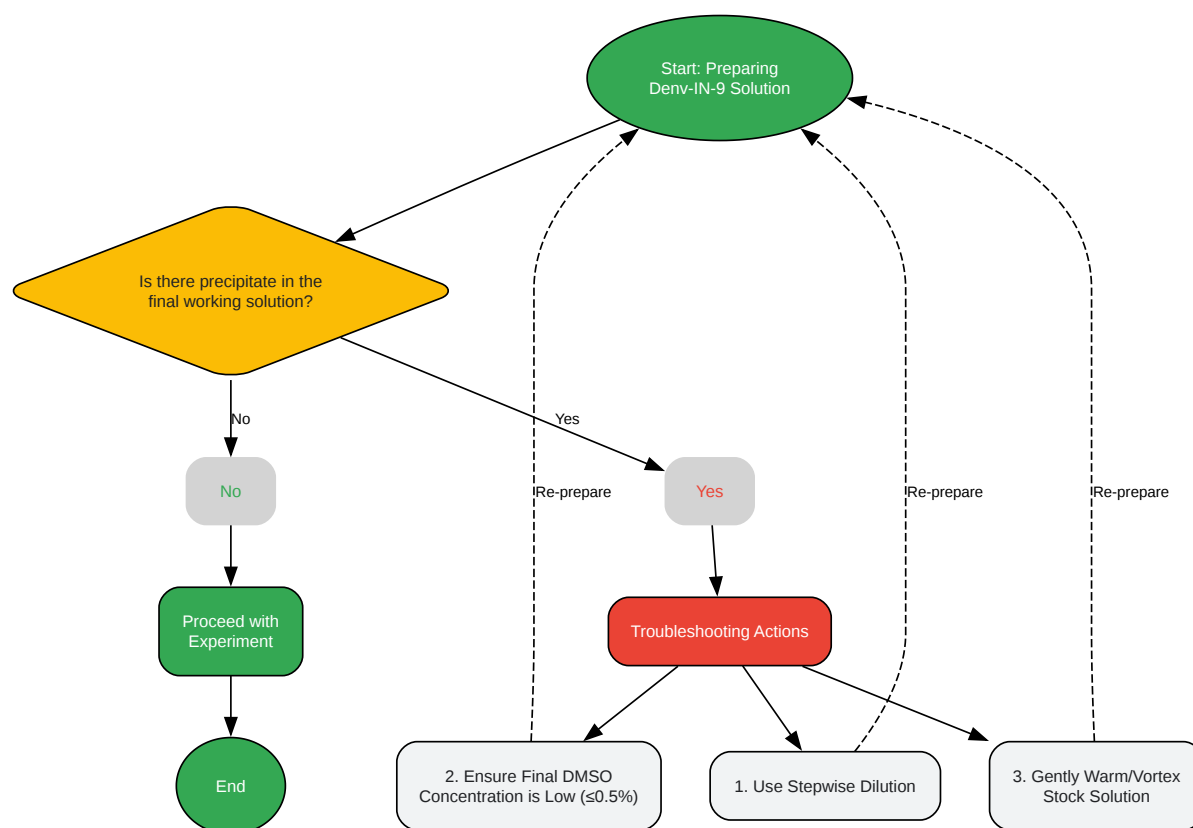 Start: Preparing
Denv-IN-9 Solution
Is there precipitate in the
final working solution?
No
Yes
No
Re-prepare
Yes
Re-prepare
Re-prepare
Proceed with
Experiment
Troubleshooting Actions
End
2. Ensure Final DMSO
Concentration is Low (≤0.5%)
1. Use Stepwise Dilution
3. Gently Warm/Vortex
Stock Solution